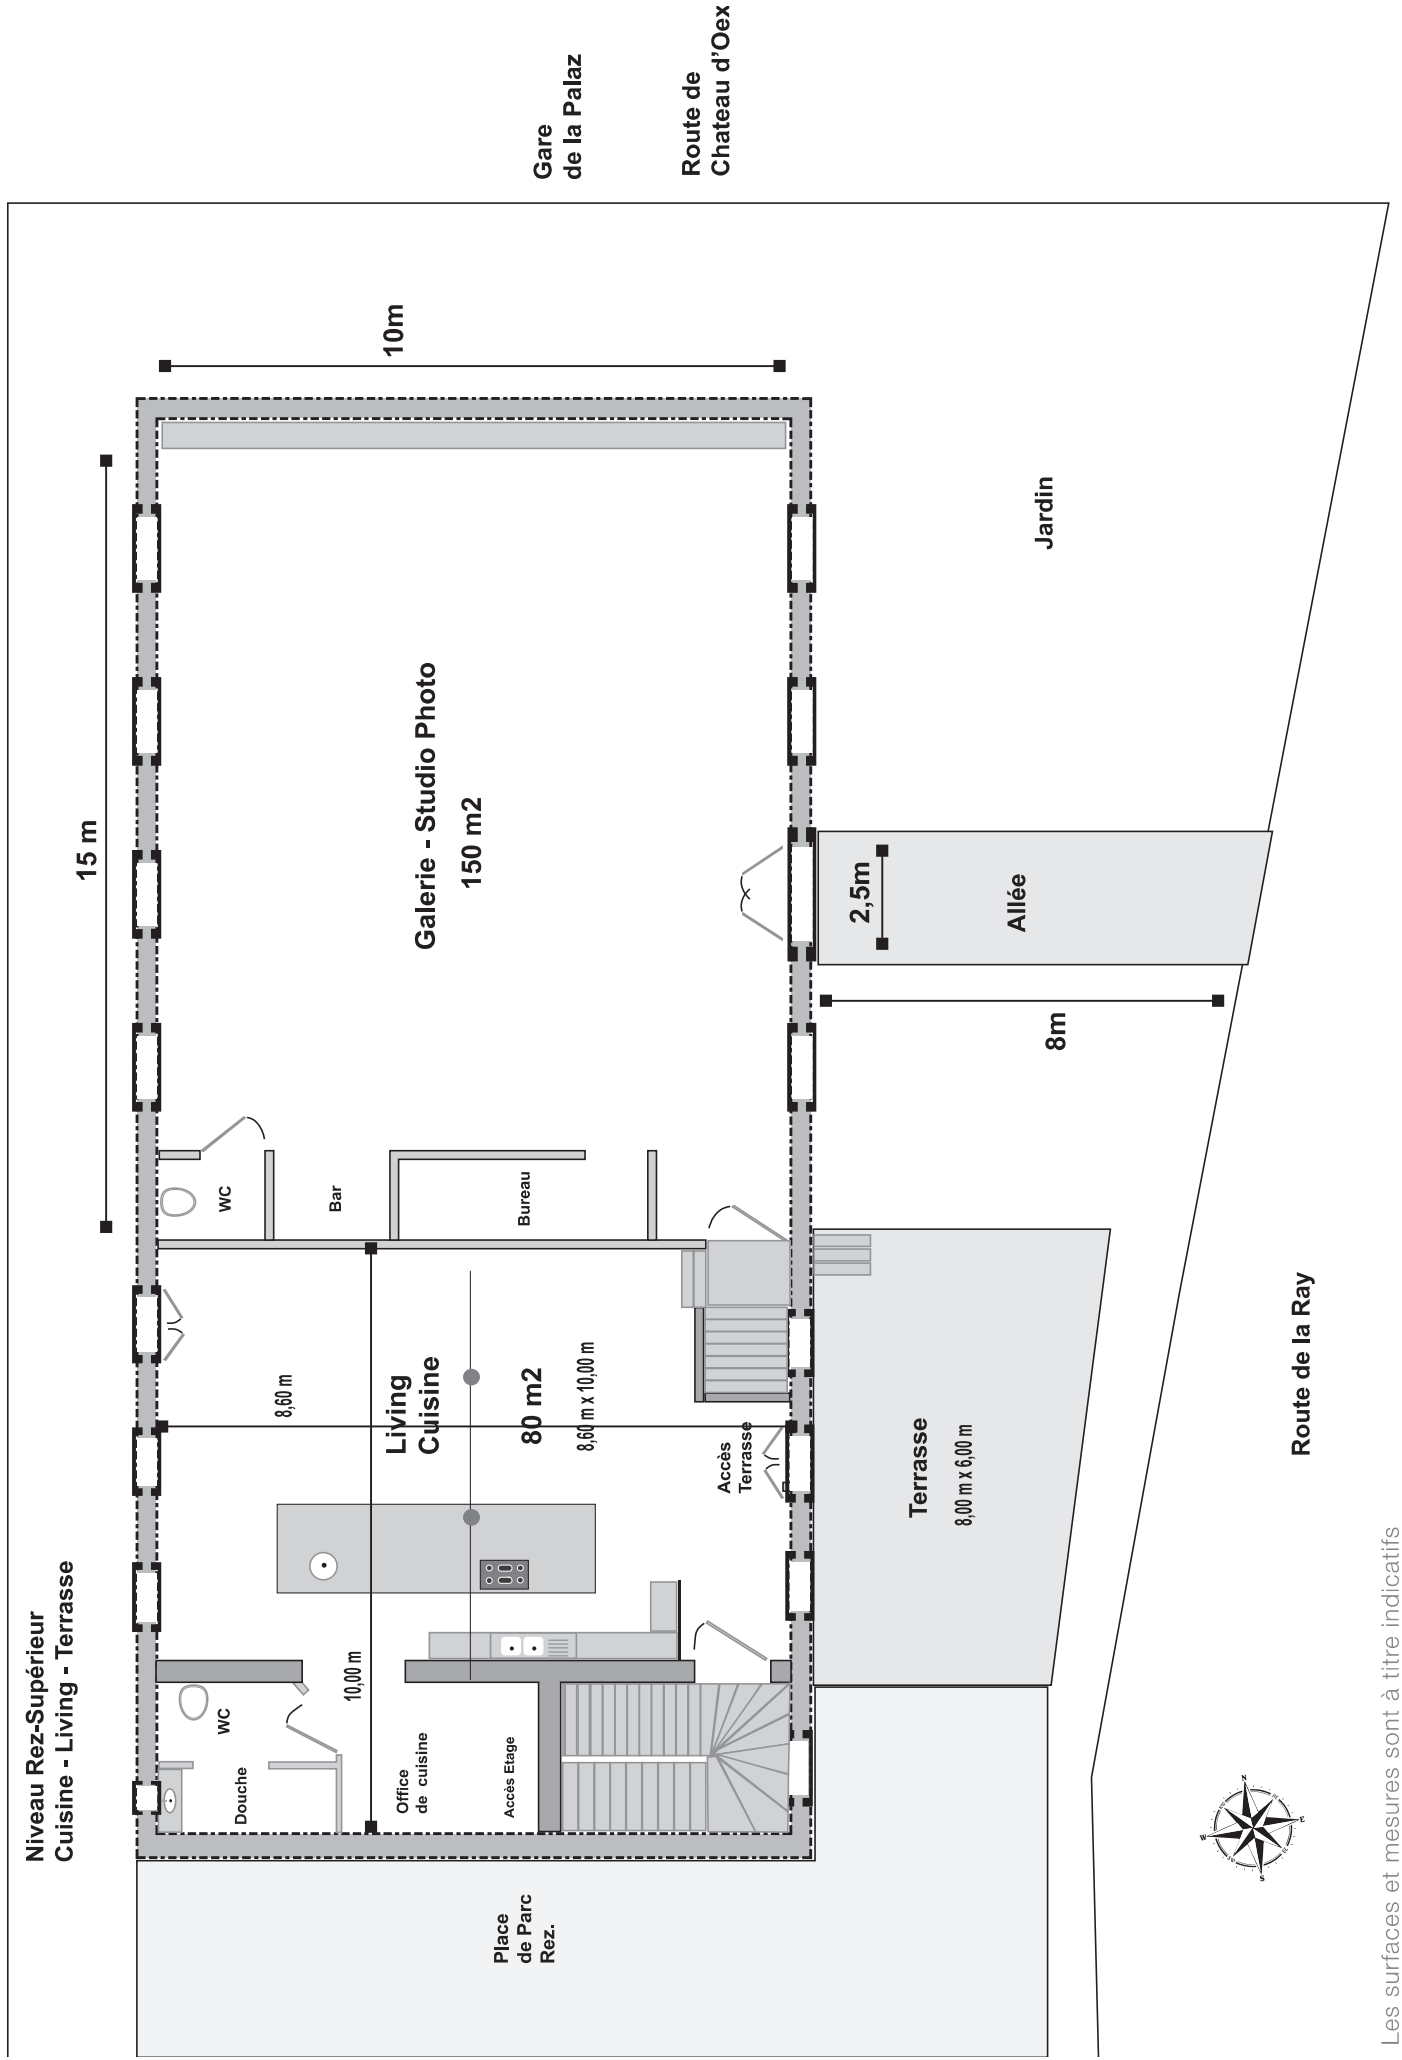 Niveau Rez-Supérieur
Cuisine - Living - Terrasse
15 m
10m
Gare
de la Palaz
Route de
Chateau d'Oex
Galerie - Studio Photo
150 m2
WC
Bar
Bureau
8,60 m
Living
Cuisine
80 m2
8,60 m x 10,00 m
Accès
Terrasse
10,00 m
WC
Douche
Office
de cuisine
Accès Etage
Place
de Parc
Rez.
Terrasse
8,00 m x 6,00 m
2,5m
Allée
8m
Jardin
Route de la Ray
N
E
S
W
Les surfaces et mesures sont à titre indicatifs